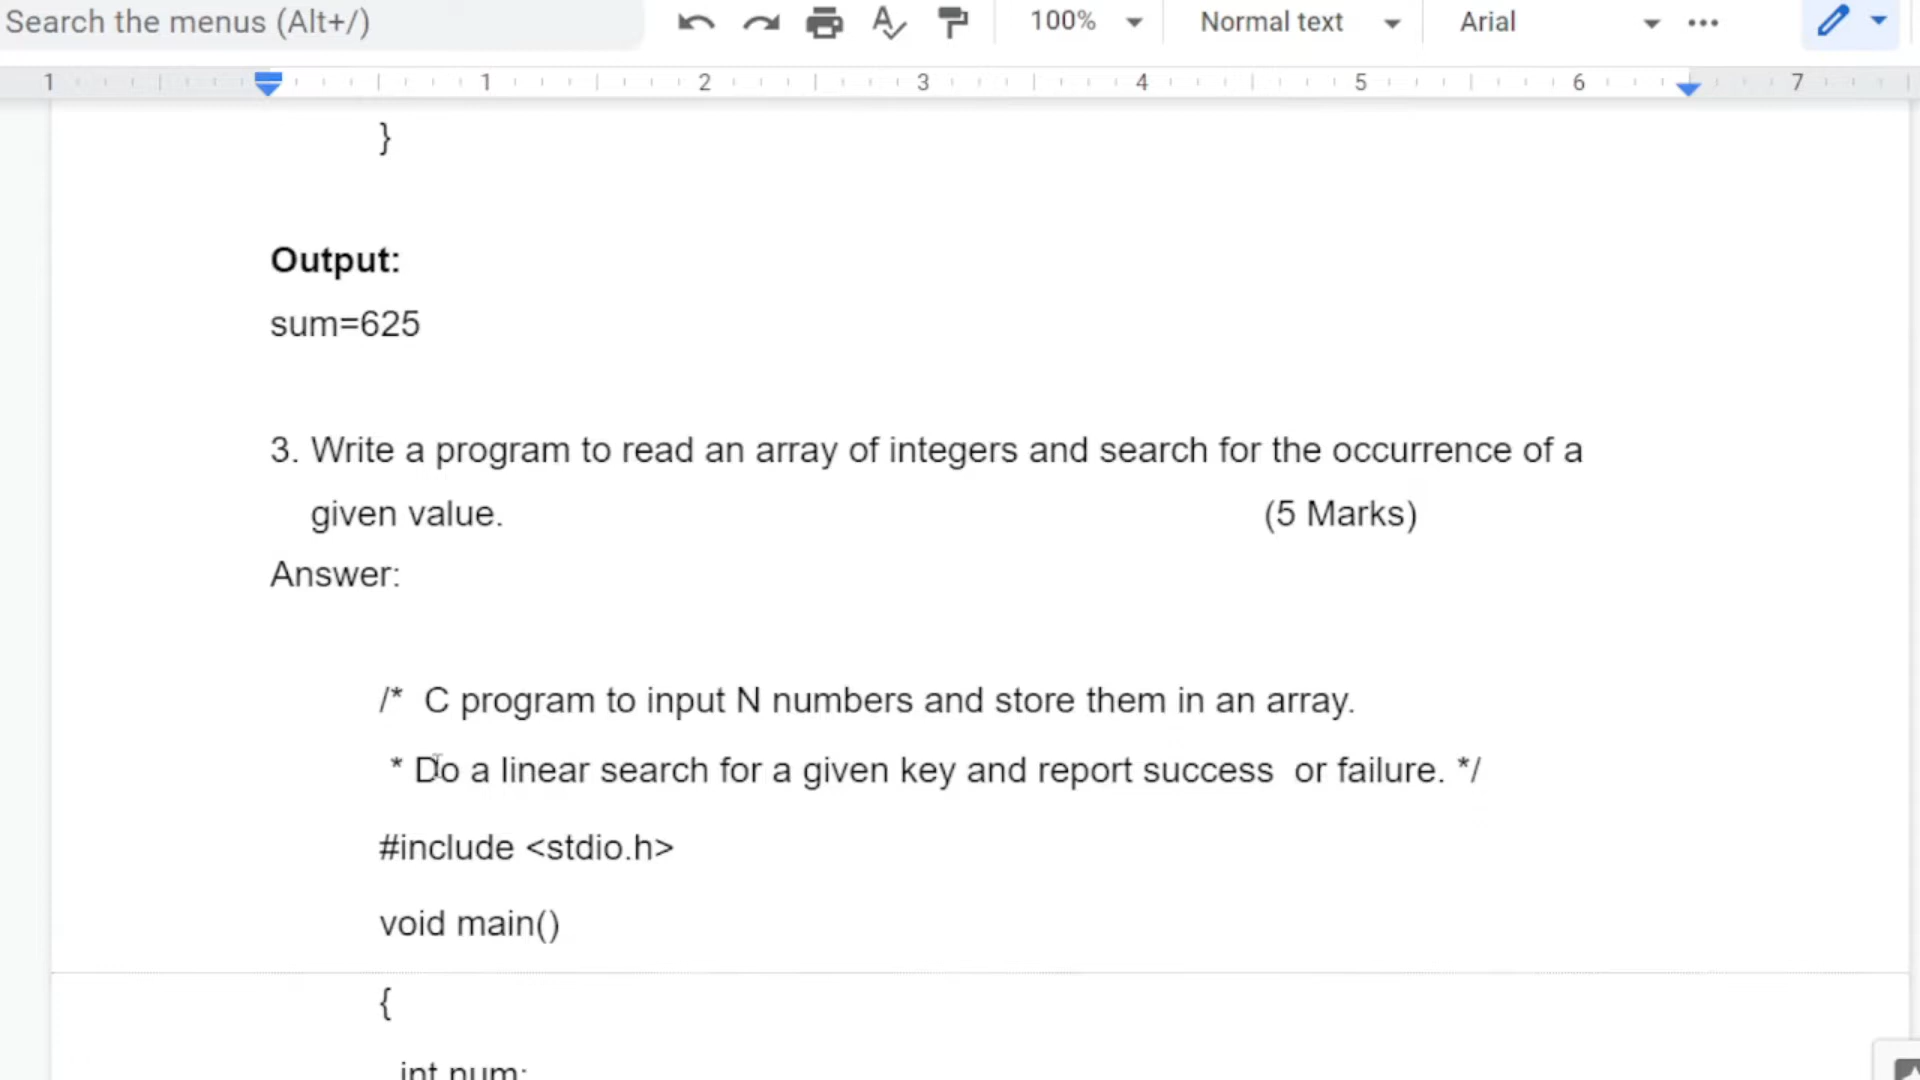 Search the menus (Alt+/) 100% Normal text Arial
1 1 2 3 4 5 6 7
}
Output:
sum=625
3. Write a program to read an array of integers and search for the occurrence of a
given value. (5 Marks)
Answer:
/* C program to input N numbers and store them in an array.
* Do a linear search for a given key and report success or failure. */
#include <stdio.h>
void main()
{
int num;